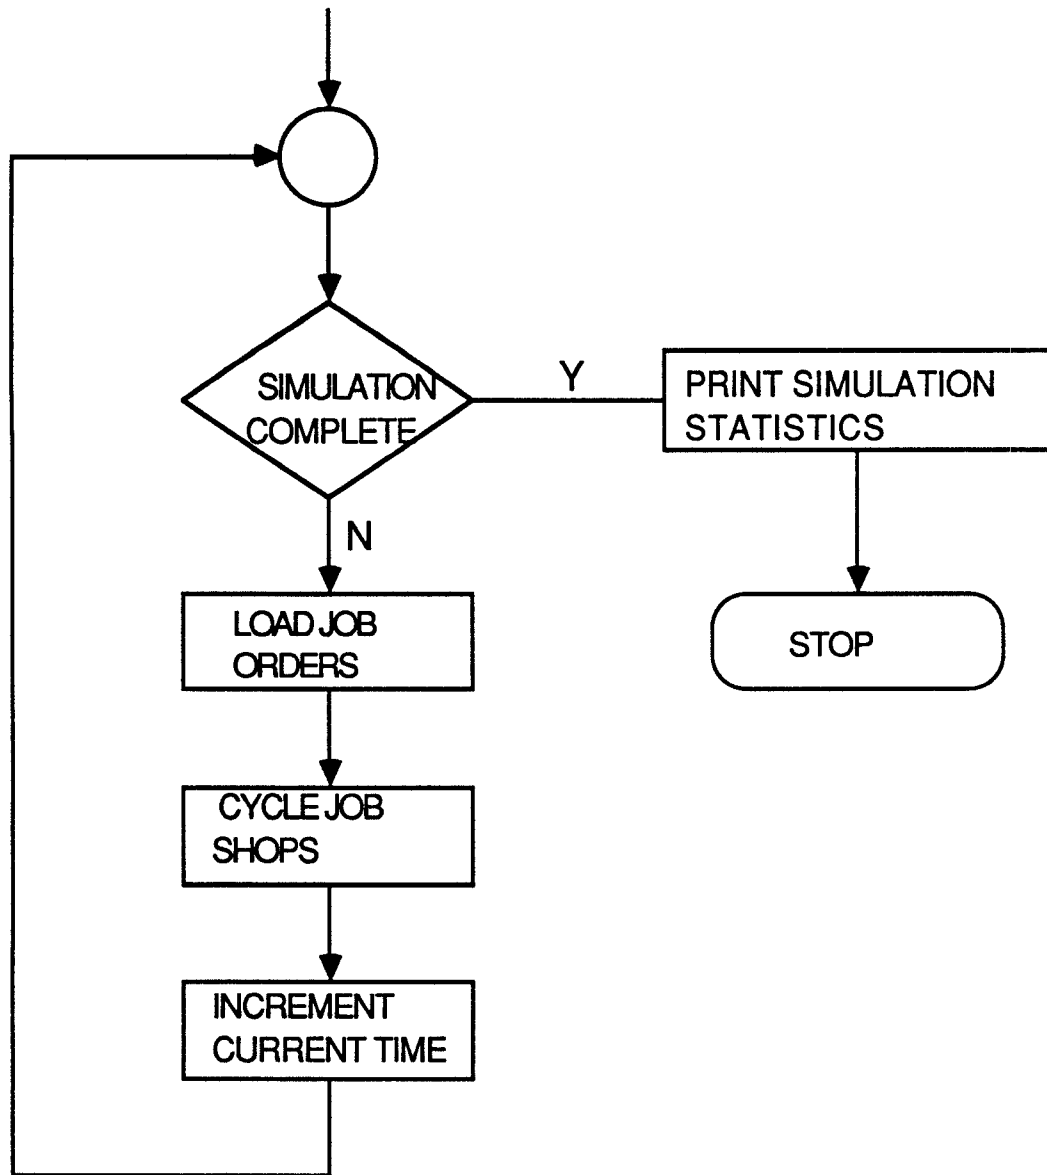 SIMULATION
COMPLETE
Y
PRINT SIMULATION
STATISTICS
N
LOAD JOB
ORDERS
STOP
CYCLE JOB
SHOPS
INCREMENT
CURRENT TIME